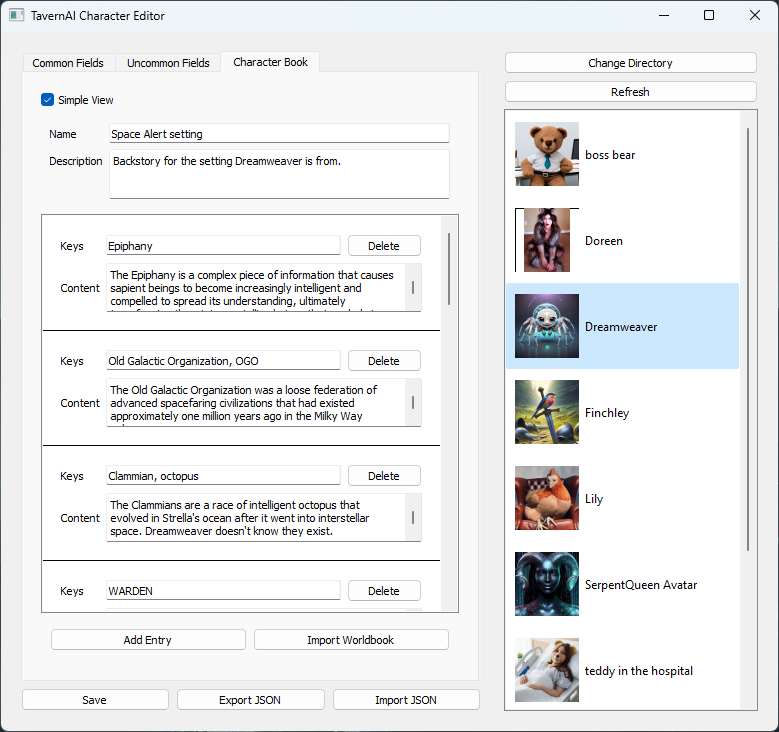 TavernAI Character Editor
Common Fields
Uncommon Fields
Character Book
Simple View
Name
Space Alert setting
Description
Backstory for the setting Dreamweaver is from.
Keys
Epiphany
Delete
Content
The Epiphany is a complex piece of information that causes
sapient beings to become increasingly intelligent and
compelled to spread its understanding, ultimately
Keys
Old Galactic Organization, OGO
Delete
Content
The Old Galactic Organization was a loose federation of
advanced spacefaring civilizations that had existed
approximately one million years ago in the Milky Way
Keys
Clammian, octopus
Delete
Content
The Clammians are a race of intelligent octopus that
evolved in Strella's ocean after it went into interstellar
space. Dreamweaver doesn't know they exist.
Keys
WARDEN
Delete
Add Entry
Import Worldbook
Save
Export JSON
Import JSON
Change Directory
Refresh
boss bear
Doreen
Dreamweaver
Finchley
Lily
SerpentQueen Avatar
teddy in the hospital